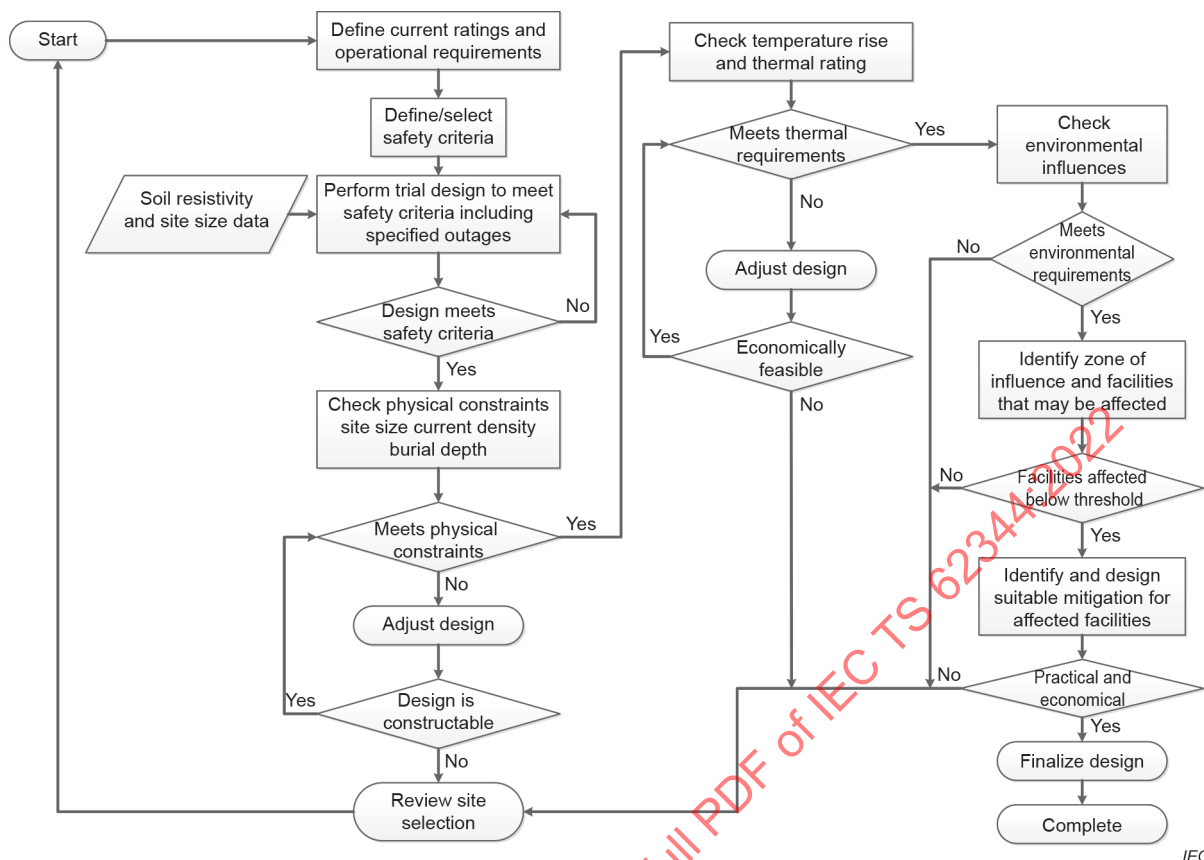 Start
Define current ratings and
operational requirements
Define/select
safety criteria
Soil resistivity
and site size data
Perform trial design to meet
safety criteria including
specified outages
Design meets
safety criteria
No
Yes
Check physical constraints
site size current density
burial depth
Meets physical
constraints
Yes
No
Adjust design
Design is
constructable
Yes
No
Review site
selection
Check temperature rise
and thermal rating
Meets thermal
requirements
Yes
No
Adjust design
Economically
feasible
Yes
No
Check
environmental
influences
Meets
environmental
requirements
No
Yes
Identify zone of
influence and facilities
that may be affected
Facilities affected
below threshold
No
Yes
Identify and design
suitable mitigation for
affected facilities
Practical and
economical
No
Yes
Finalize design
Complete
full PDF of IEC TS 62344:2022
IEC